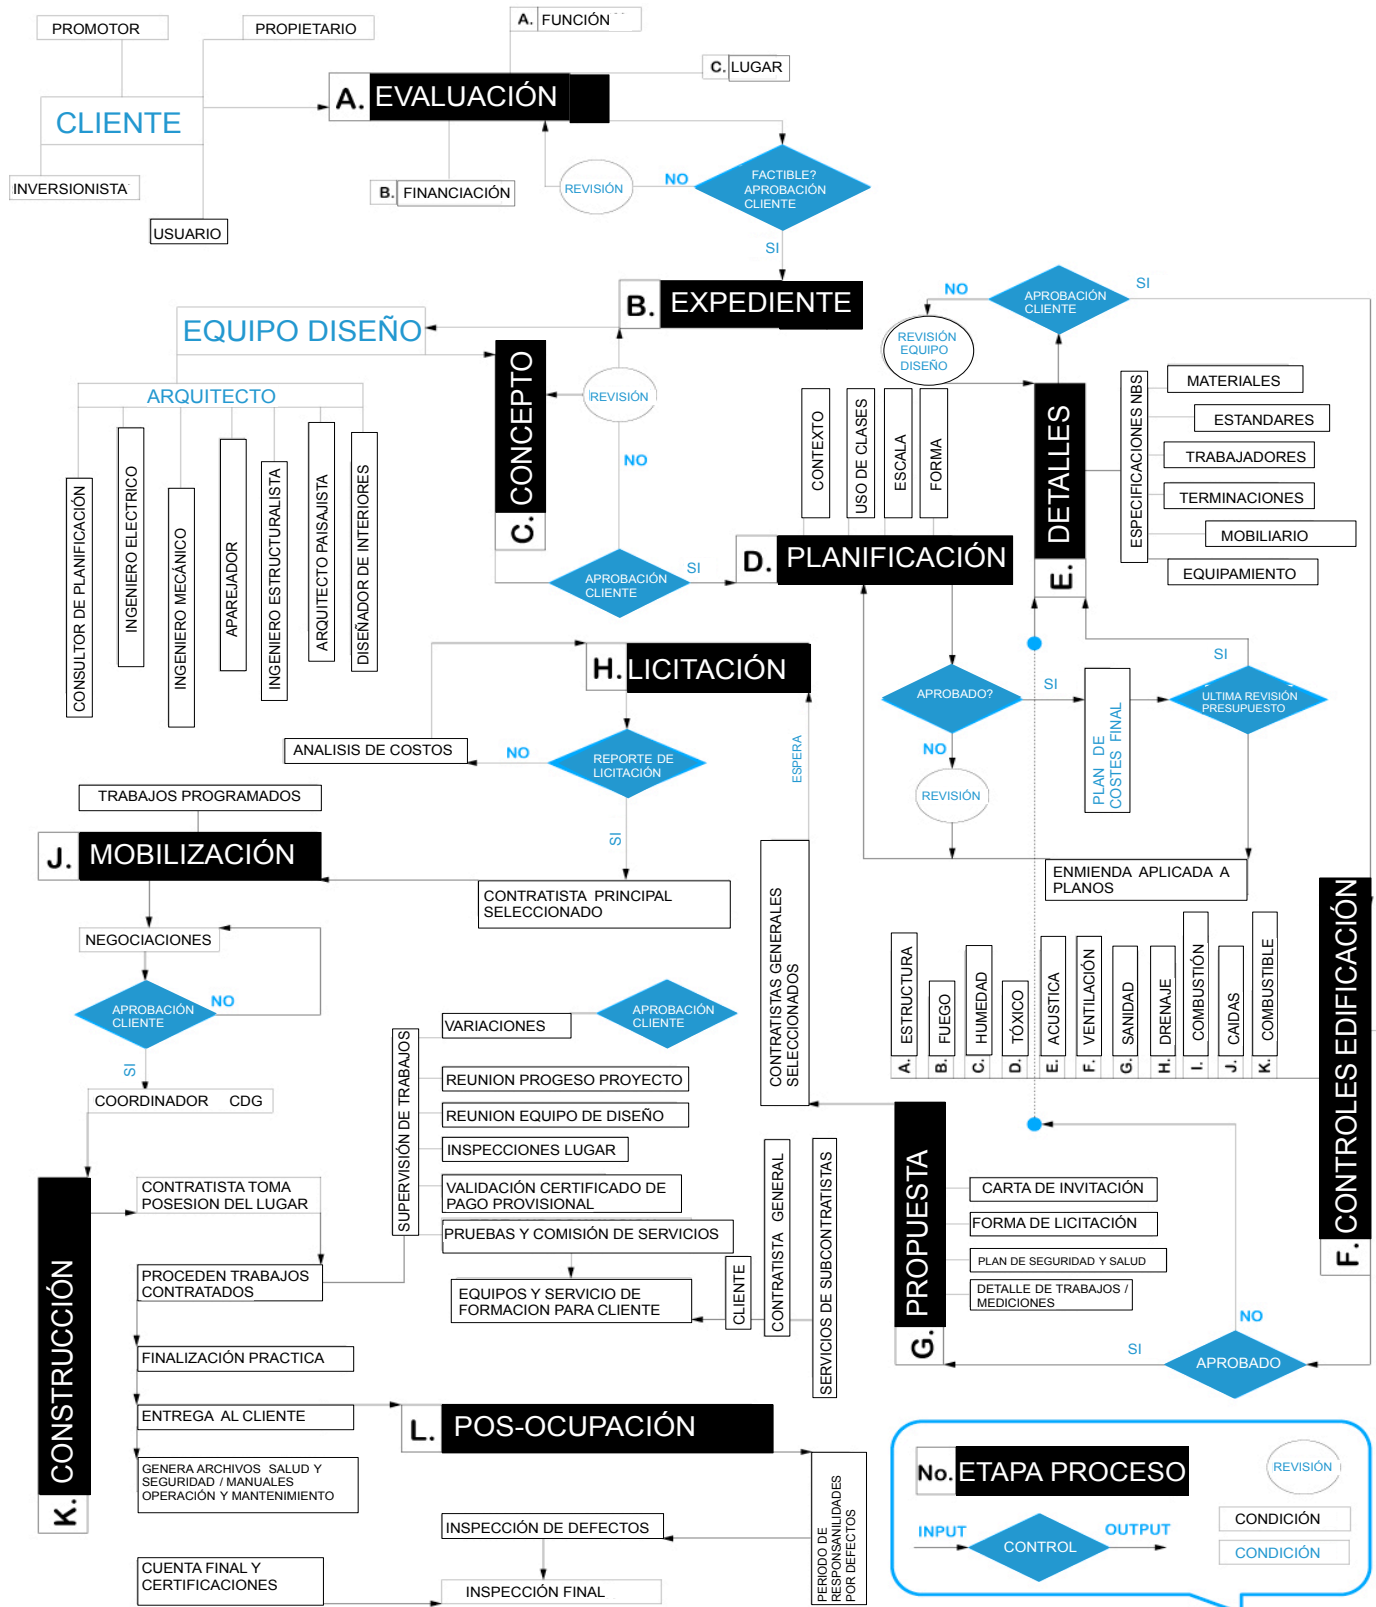 PROMOTOR
PROPIETARIO
CLIENTE
INVERSIONISTA
USUARIO
A. FUNCIÓN
C. LUGAR
A. EVALUACIÓN
B. FINANCIACIÓN
REVISIÓN
NO
FACTIBLE?
APROBACIÓN
CLIENTE
SI
B. EXPEDIENTE
EQUIPO DISEÑO
ARQUITECTO
CONSULTOR DE PLANIFICACIÓN
INGENIERO ELECTRICO
INGENIERO MECÁNICO
APAREJADOR
INGENIERO ESTRUCTURALISTA
ARQUITECTO PAISAJISTA
DISEÑADOR DE INTERIORES
C. CONCEPTO
REVISIÓN
NO
APROBACIÓN
CLIENTE
SI
CONTEXTO
USO DE CLASES
ESCALA
FORMA
D. PLANIFICACIÓN
NO
APROBACIÓN
CLIENTE
SI
REVISIÓN
EQUIPO
DISEÑO
E. DETALLES
ESPECIFICACIONES NBS
MATERIALES
ESTANDARES
TRABAJADORES
TERMINACIONES
MOBILIARIO
EQUIPAMIENTO
APROBADO?
SI
NO
REVISIÓN
PLAN DE
COSTES FINAL
SI
ULTIMA REVISIÓN
PRESUPUESTO
ENMIENDA APLICADA A
PLANOS
H. LICITACIÓN
ANALISIS DE COSTOS
NO
REPORTE DE
LICITACIÓN
SI
ESPERA
CONTRATISTA PRINCIPAL
SELECCIONADO
TRABAJOS PROGRAMADOS
J. MOBILIZACIÓN
NEGOCIACIONES
APROBACIÓN
CLIENTE
NO
SI
COORDINADOR CDG
CONTRATISTAS GENERALES
SELECCIONADOS
A. ESTRUCTURA
B. FUEGO
C. HUMEDAD
D. TÓXICO
E. ACUSTICA
F. VENTILACIÓN
G. SANIDAD
H. DRENAJE
I. COMBUSTIÓN
J. CAIDAS
K. COMBUSTIBLE
F. CONTROLES EDIFICACIÓN
SUPERVISIÓN DE TRABAJOS
VARIACIONES
APROBACIÓN
CLIENTE
REUNION PROGESO PROYECTO
REUNION EQUIPO DE DISEÑO
INSPECCIONES LUGAR
VALIDACIÓN CERTIFICADO DE
PAGO PROVISIONAL
PRUEBAS Y COMISIÓN DE SERVICIOS
EQUIPOS Y SERVICIO DE
FORMACION PARA CLIENTE
CLIENTE
CONTRATISTA GENERAL
SERVICIOS DE SUBCONTRATISTAS
G. PROPUESTA
CARTA DE INVITACIÓN
FORMA DE LICITACIÓN
PLAN DE SEGURIDAD Y SALUD
DETALLE DE TRABAJOS /
MEDICIONES
NO
SI
APROBADO
K. CONSTRUCCIÓN
CONTRATISTA TOMA
POSESION DEL LUGAR
PROCEDEN TRABAJOS
CONTRATADOS
FINALIZACIÓN PRACTICA
ENTREGA AL CLIENTE
GENERA ARCHIVOS SALUD Y
SEGURIDAD / MANUALES
OPERACIÓN Y MANTENIMIENTO
L. POS-OCUPACIÓN
PERIODO DE
RESPONSANILIDADES
POR DEFECTOS
INSPECCIÓN DE DEFECTOS
CUENTA FINAL Y
CERTIFICACIONES
INSPECCIÓN FINAL
No. ETAPA PROCESO
REVISIÓN
INPUT
CONTROL
OUTPUT
CONDICIÓN
CONDICIÓN